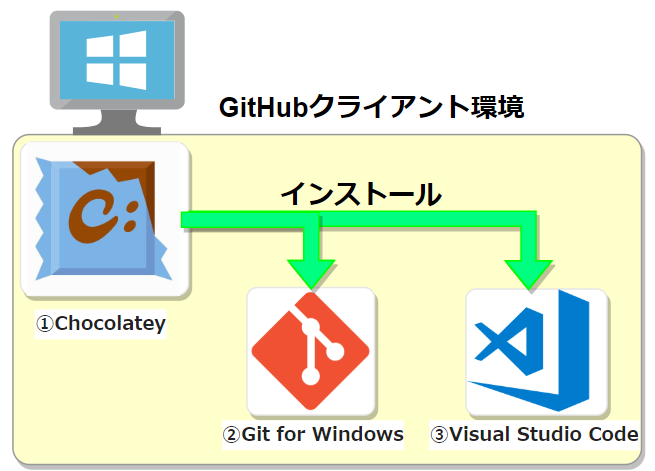 GitHubクライアント環境
インストール
C:
①Chocolatey
②Git for Windows
③Visual Studio Code